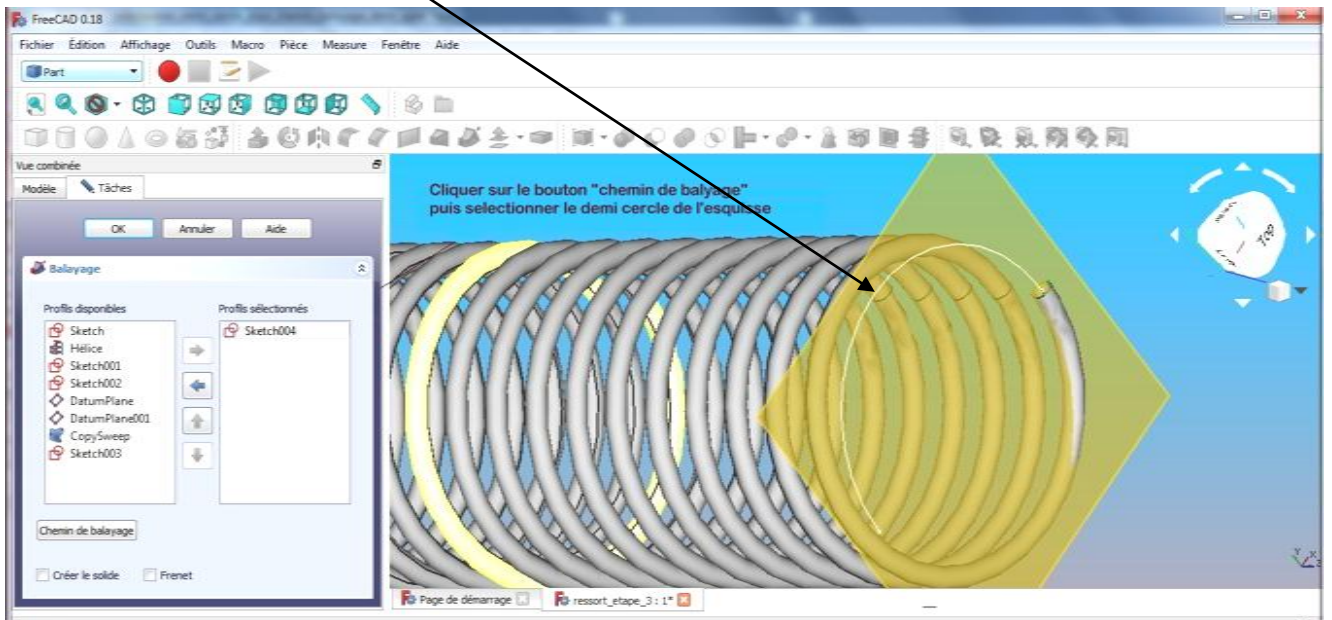 FreeCAD 0.18
Fichier Édition Affichage Outils Macro Pièce Measure Fenêtre Aide
Part
Vue combinée
Modèle Tâches
OK Annuler Aide
Cliquer sur le bouton "chemin de balyage"
puis selectionner le demi cercle de l'esquisse
Balayage
Profils disponibles Profils sélectionnés
Sketch Sketch004
Hélice
Sketch001
Sketch002
DatumPlane
DatumPlane001
CopySweep
Sketch003
Chemin de balayage
Créer le solide Frenet
Top
Y X
Page de démarrage ressort_etape_3 : 1*